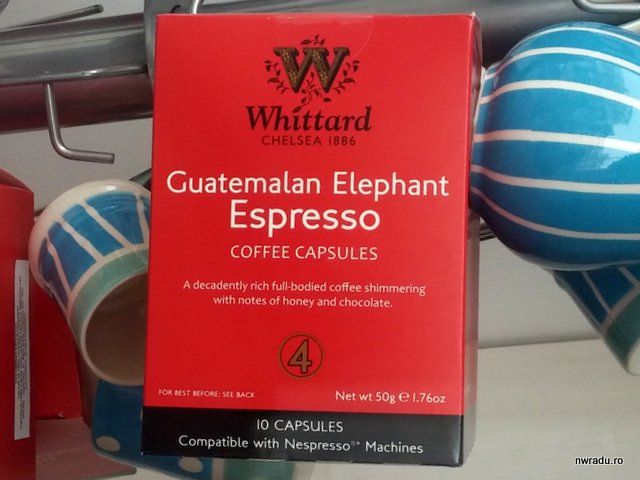 W
Whittard
CHELSEA 1886
Guatemalan Elephant
Espresso
COFFEE CAPSULES
A decadently rich full-bodied coffee shimmering
with notes of honey and chocolate.
4
FOR BEST BEFORE: SEE BACK
Net wt 50g ℮ 1.76oz
10 CAPSULES
Compatible with Nespresso®* Machines
nwradu.ro